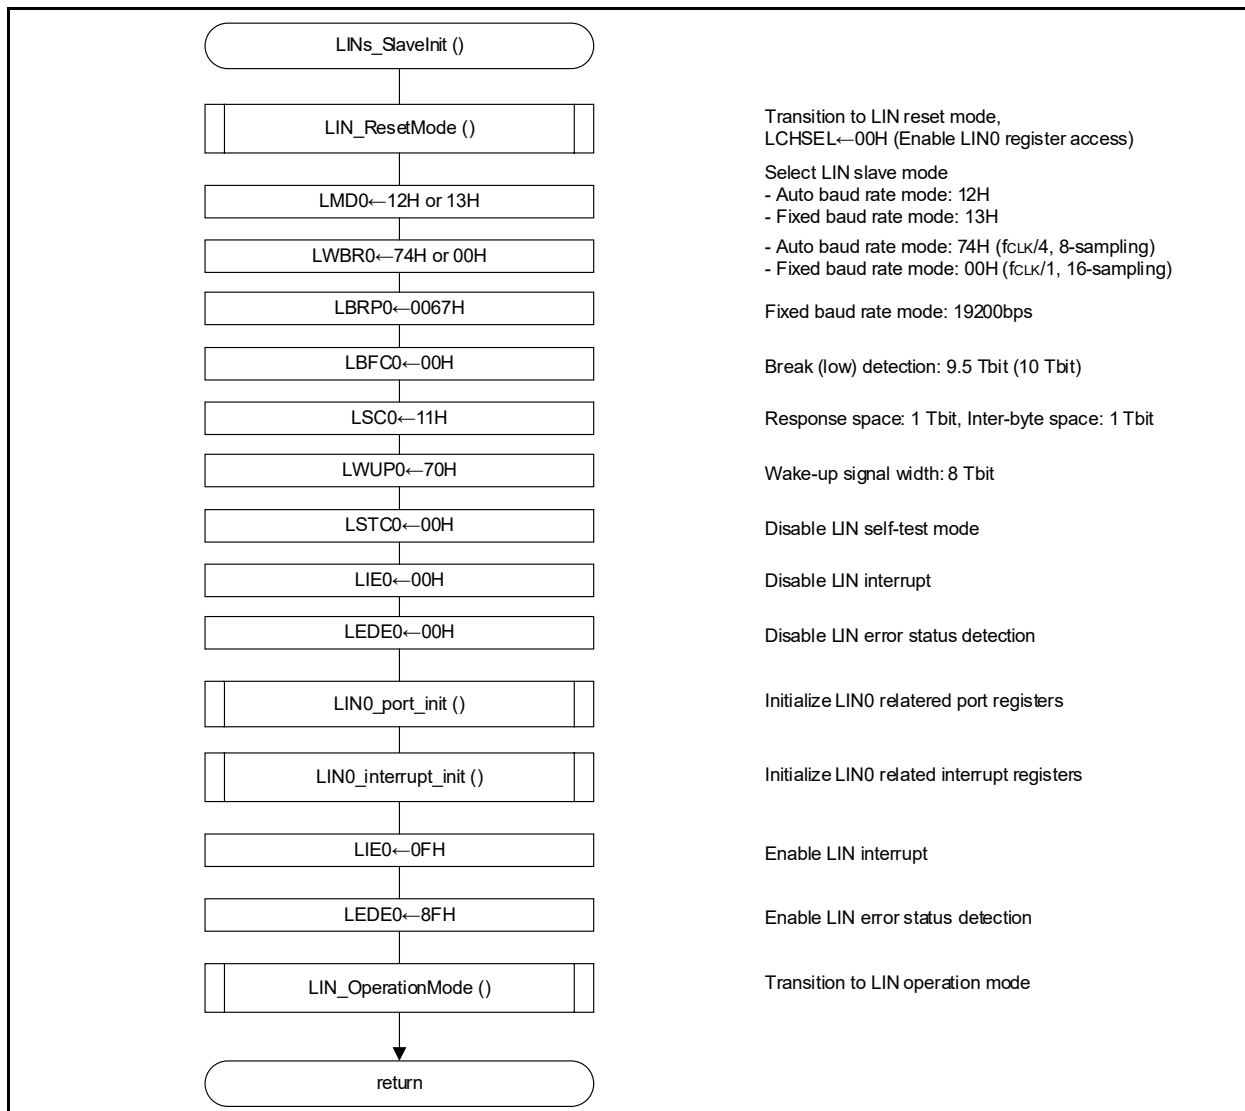 LINs_SlaveInit ()
LIN_ResetMode ()
Transition to LIN reset mode,
LCHSEL←00H (Enable LIN0 register access)
LMD0←12H or 13H
Select LIN slave mode
- Auto baud rate mode: 12H
- Fixed baud rate mode: 13H
LWBR0←74H or 00H
- Auto baud rate mode: 74H (fCLK/4, 8-sampling)
- Fixed baud rate mode: 00H (fCLK/1, 16-sampling)
LBRP0←0067H
Fixed baud rate mode: 19200bps
LBFC0←00H
Break (low) detection: 9.5 Tbit (10 Tbit)
LSC0←11H
Response space: 1 Tbit, Inter-byte space: 1 Tbit
LWUP0←70H
Wake-up signal width: 8 Tbit
LSTC0←00H
Disable LIN self-test mode
LIE0←00H
Disable LIN interrupt
LEDE0←00H
Disable LIN error status detection
LIN0_port_init ()
Initialize LIN0 relatered port registers
LIN0_interrupt_init ()
Initialize LIN0 related interrupt registers
LIE0←0FH
Enable LIN interrupt
LEDE0←8FH
Enable LIN error status detection
LIN_OperationMode ()
Transition to LIN operation mode
return